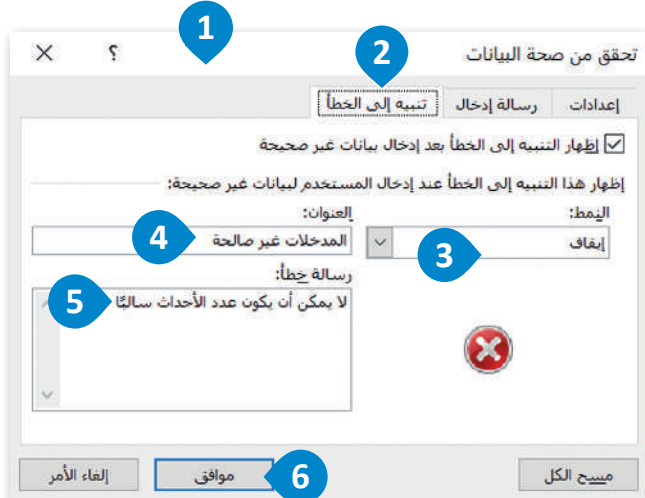 1
تحقق من صحة البيانات ؟
2
إعدادات رسالة إدخال تنبيه إلى الخطأ
إظهار التنبيه إلى الخطأ بعد إدخال بيانات غير صحيحة
إظهار هذا التنبيه إلى الخطأ عند إدخال المستخدم لبيانات غير صحيحة:
النمط: العنوان:
إيقاف 3 المدخلات غير صالحة 4
رسالة خطأ:
لا يمكن أن يكون عدد الأحداث سالبًا 5
مسح الكل موافق 6 إلغاء الأمر